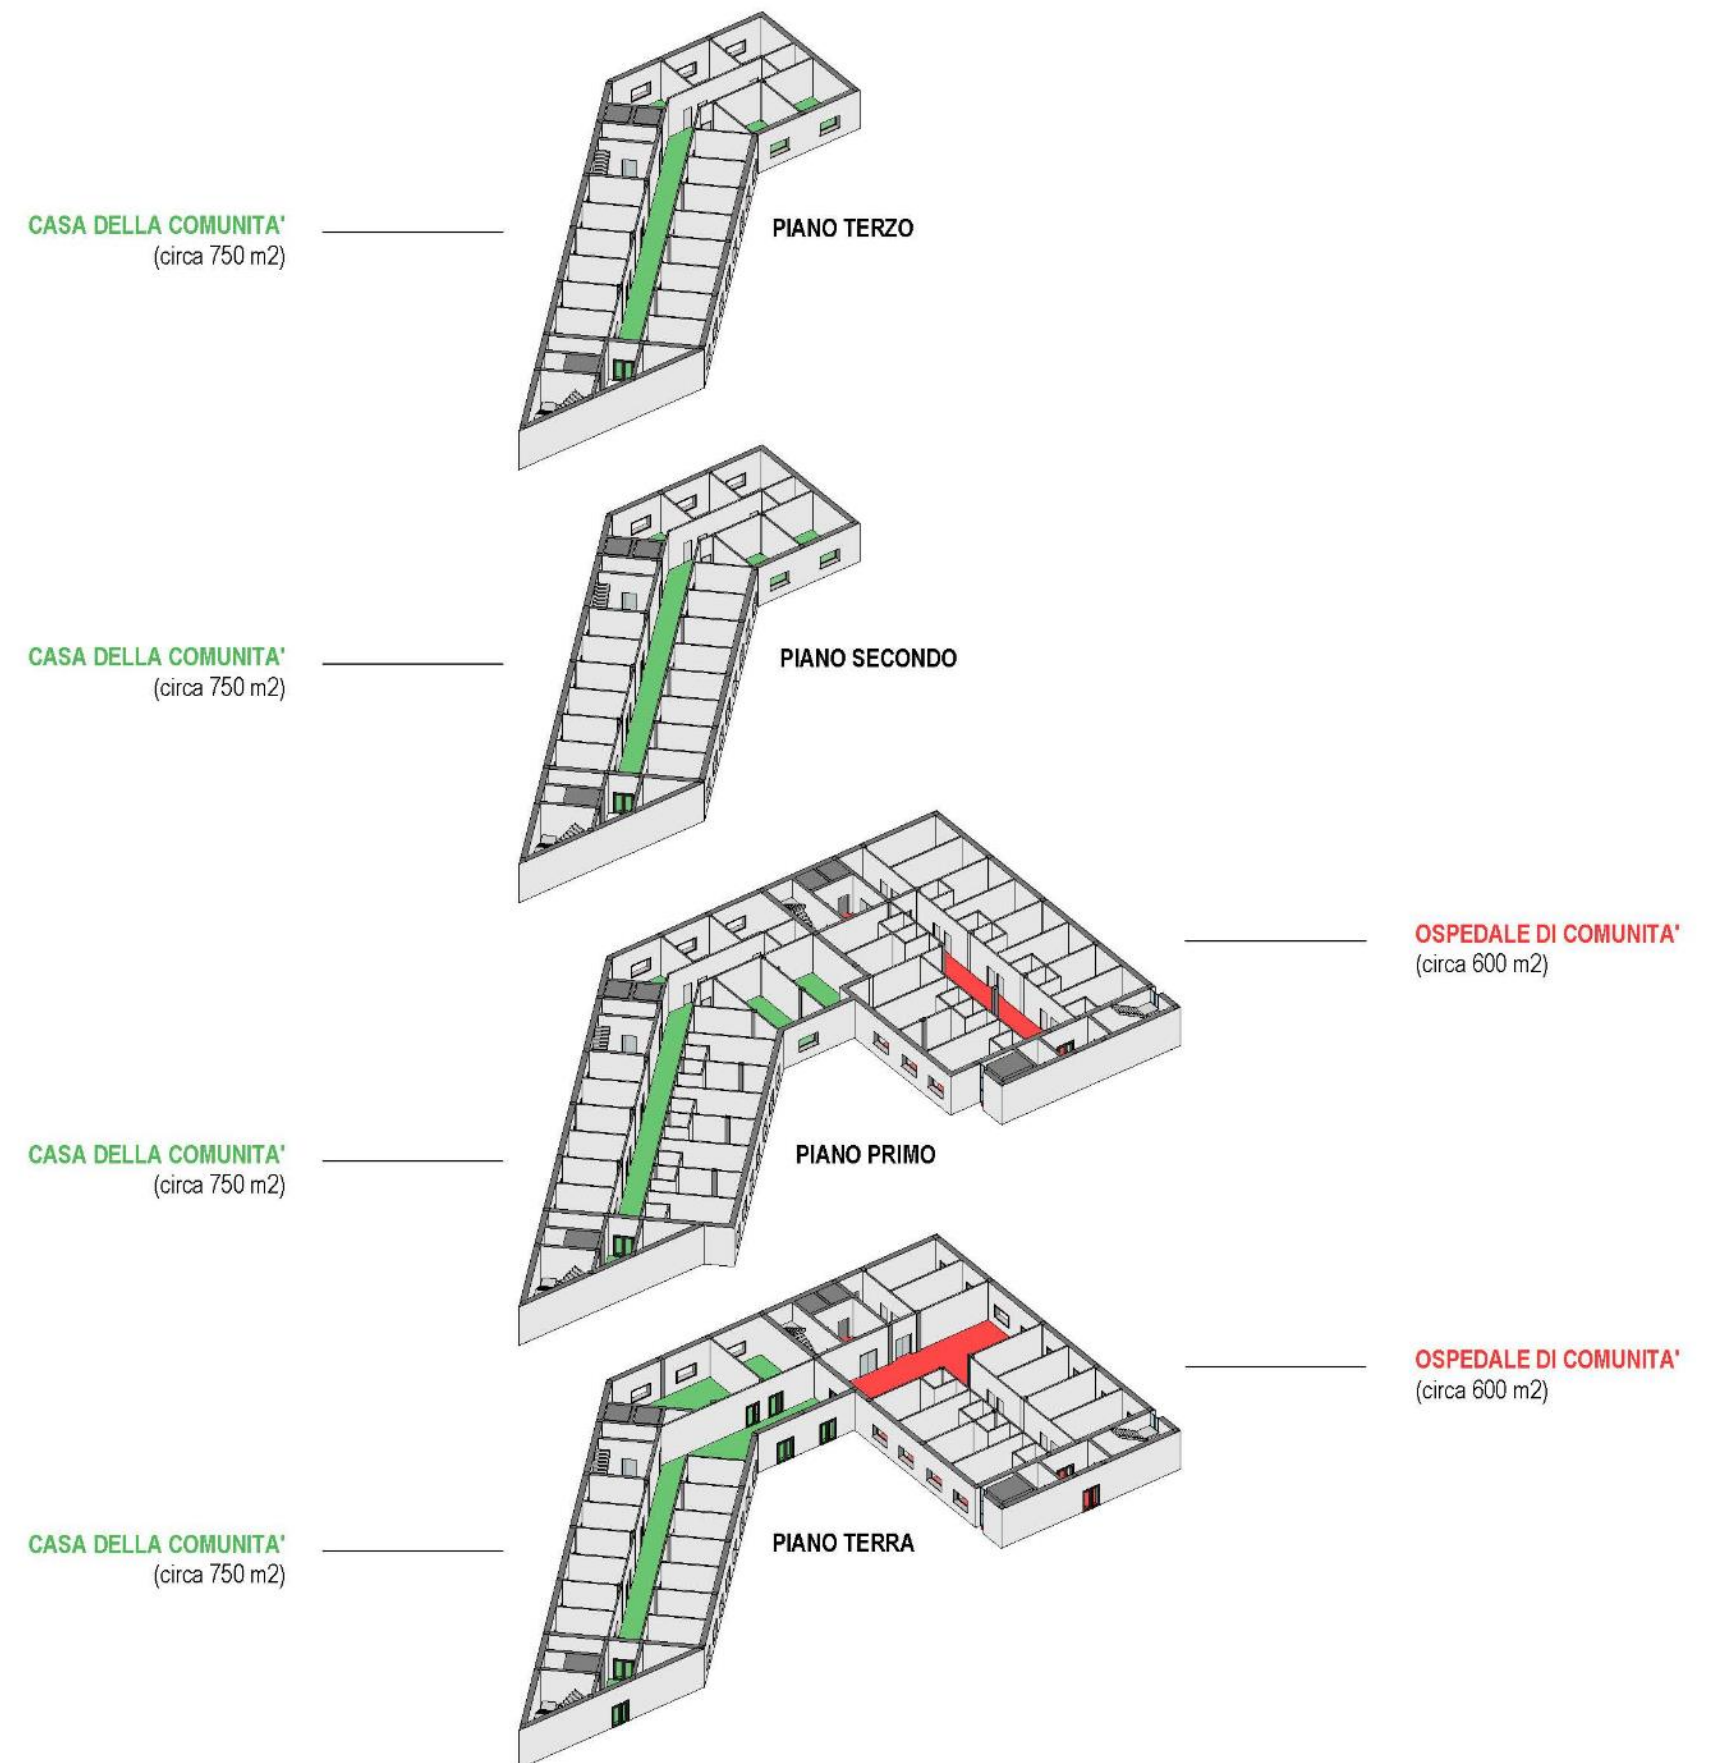 CASA DELLA COMUNITA'
(circa 750 m2)
PIANO TERZO
CASA DELLA COMUNITA'
(circa 750 m2)
PIANO SECONDO
OSPEDALE DI COMUNITA'
(circa 600 m2)
CASA DELLA COMUNITA'
(circa 750 m2)
PIANO PRIMO
OSPEDALE DI COMUNITA'
(circa 600 m2)
CASA DELLA COMUNITA'
(circa 750 m2)
PIANO TERRA